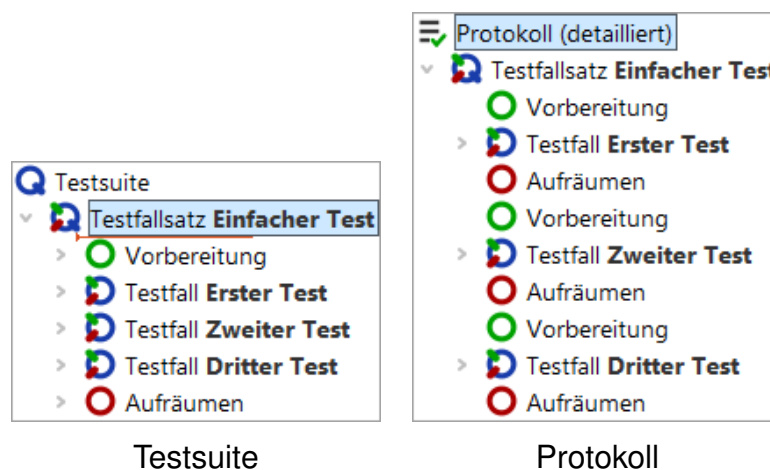 Testsuite
Testfallsatz Einfacher Test
Vorbereitung
Testfall Erster Test
Testfall Zweiter Test
Testfall Dritter Test
Aufräumen
Testsuite
Protokoll (detailliert)
Testfallsatz Einfacher Test
Vorbereitung
Testfall Erster Test
Aufräumen
Vorbereitung
Testfall Zweiter Test
Aufräumen
Vorbereitung
Testfall Dritter Test
Aufräumen
Protokoll